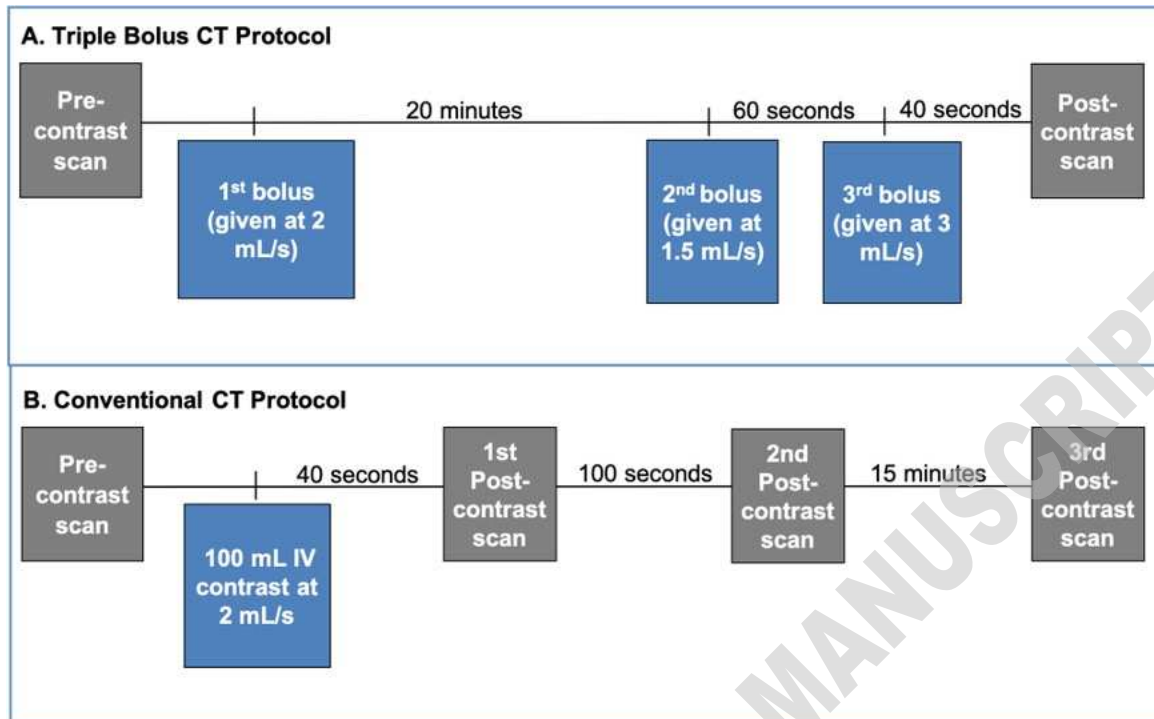 A. Triple Bolus CT Protocol
Pre-
contrast
scan
20 minutes
60 seconds
40 seconds
Post-
contrast
scan
1st bolus
(given at 2
mL/s)
2nd bolus
(given at
1.5 mL/s)
3rd bolus
(given at 3
mL/s)
B. Conventional CT Protocol
Pre-
contrast
scan
40 seconds
1st
Post-
contrast
scan
100 seconds
2nd
Post-
contrast
scan
15 minutes
3rd
Post-
contrast
scan
100 mL IV
contrast at
2 mL/s
MANUSCRIPT